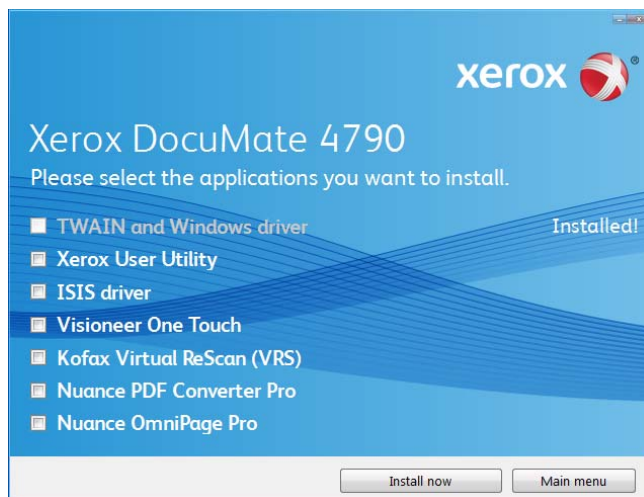 xerox ®
Xerox DocuMate 4790
Please select the applications you want to install.
TWAIN and Windows driver Installed!
Xerox User Utility
ISIS driver
Visioneer One Touch
Kofax Virtual ReScan (VRS)
Nuance PDF Converter Pro
Nuance OmniPage Pro
Install now Main menu